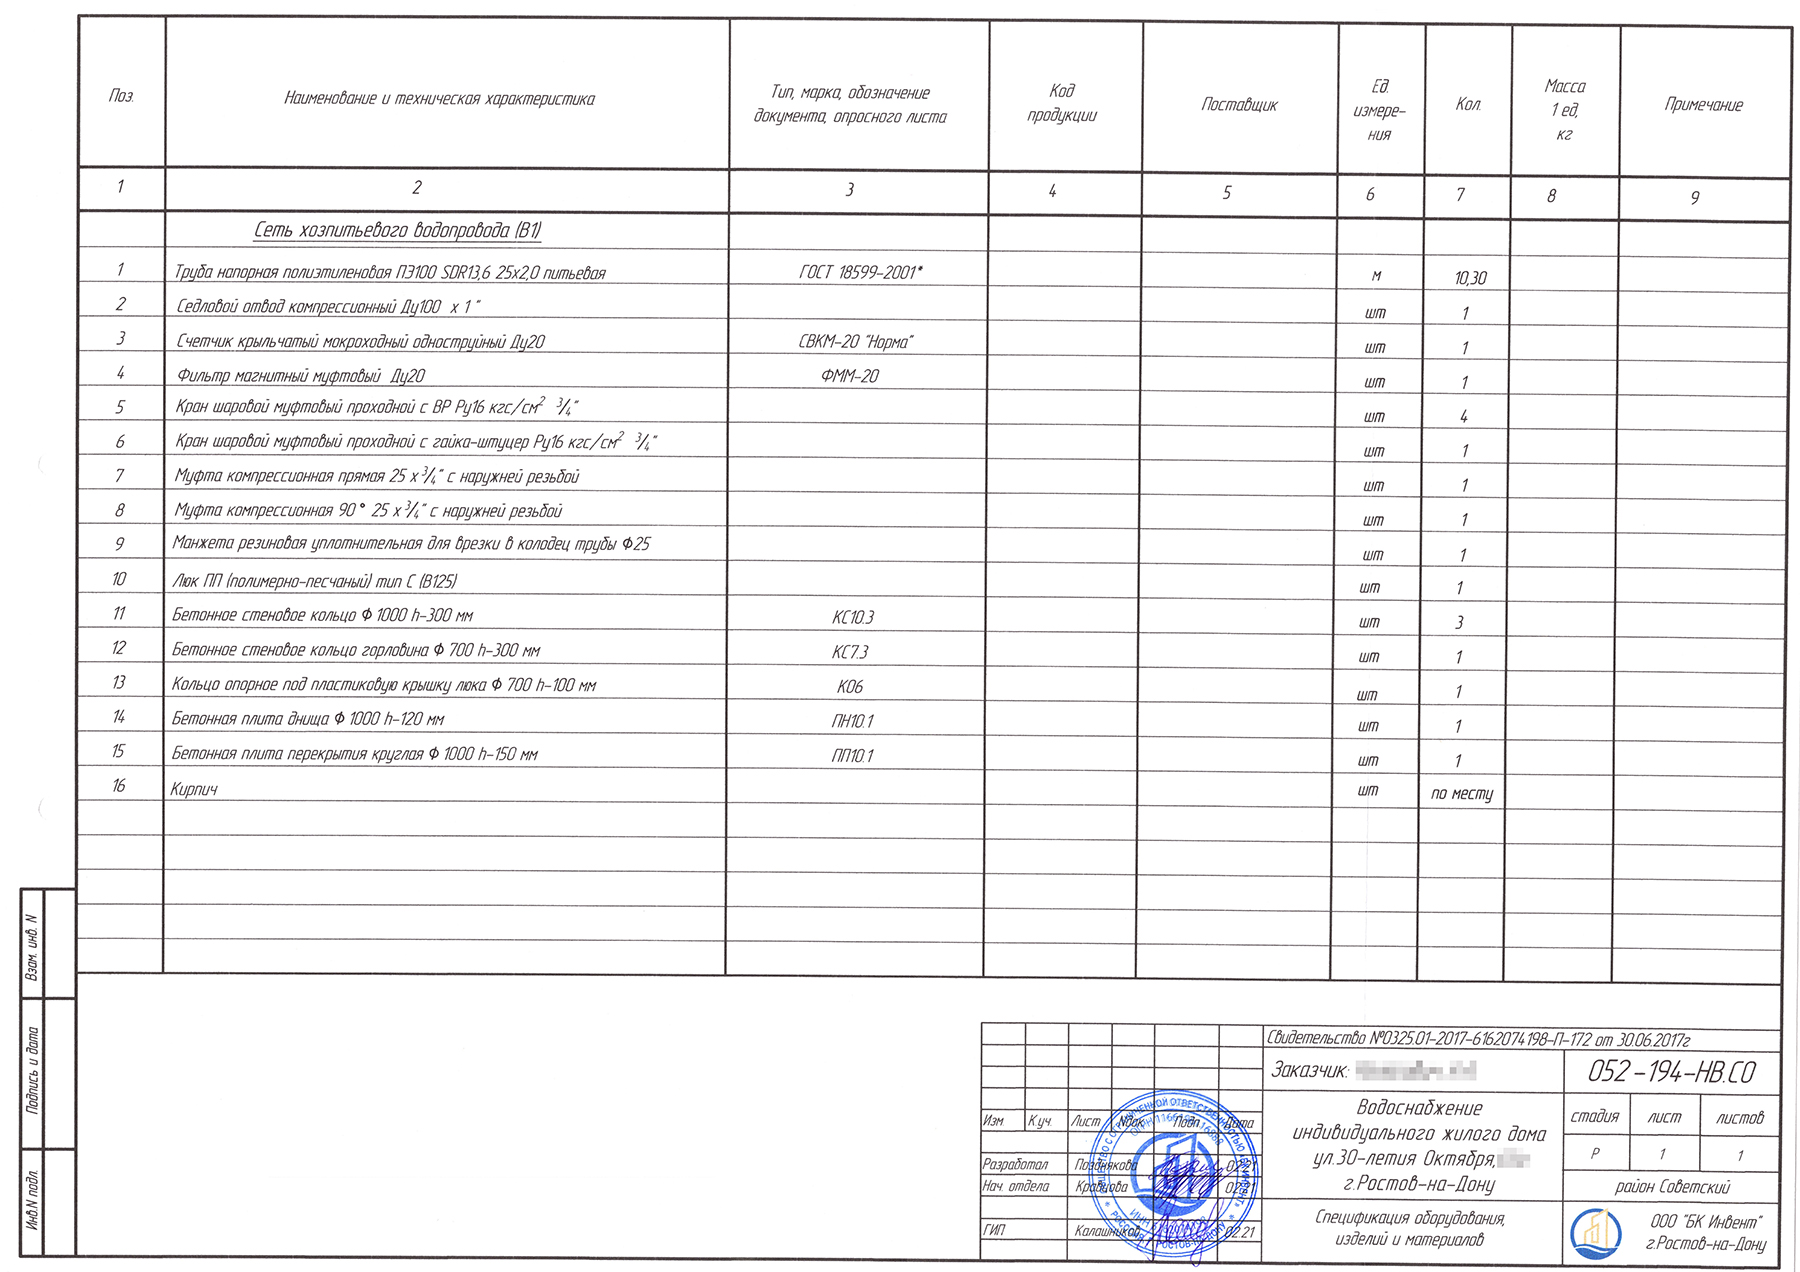 Поз.
Наименование и техническая характеристика
Тип, марка, обозначение
документа, опросного листа
Код
продукции
Поставщик
Ед.
измере-
ния
Кол.
Масса
1 ед,
кг
Примечание
1 2 3 4 5 6 7 8 9
Сеть хозпитьевого водопровода (В1)
1 Труба напорная полиэтиленовая ПЭ100 SDR13,6 25х2,0 питьевая ГОСТ 18599-2001* м 10,30
2 Седловой отвод компрессионный Ду100 х 1" шт 1
3 Счетчик крыльчатый мокроходный одноструйный Ду20 СВКМ-20 "Норма" шт 1
4 Фильтр магнитный муфтовый Ду20 ФММ-20 шт 1
5 Кран шаровой муфтовый проходной с ВР Ру16 кгс/см² 3/4" шт 4
6 Кран шаровой муфтовый проходной с гайка-штуцер Ру16 кгс/см² 3/4" шт 1
7 Муфта компрессионная прямая 25 х 3/4" с наружней резьбой шт 1
8 Муфта компрессионная 90° 25 х 3/4" с наружней резьбой шт 1
9 Манжета резиновая уплотнительная для врезки в колодец трубы Ф25 шт 1
10 Люк ПП (полимерно-песчаный) тип С (В125) шт 1
11 Бетонное стеновое кольцо Ф 1000 h-300 мм КС10.3 шт 3
12 Бетонное стеновое кольцо горловина Ф 700 h-300 мм КС7.3 шт 1
13 Кольцо опорное под пластиковую крышку люка Ф 700 h-100 мм КО6 шт 1
14 Бетонная плита днища Ф 1000 h-120 мм ПН10.1 шт 1
15 Бетонная плита перекрытия круглая Ф 1000 h-150 мм ПП10.1 шт 1
16 Кирпич шт по месту
Взам. инв. N
Подпись и дата
Инв.N подл.
Свидетельство №0325.01-2017-6162074198-П-172 от 30.06.2017г
Заказчик:
052-194-НВ.СО
Изм К.уч. Лист Nдок Подп. Дата
Водоснабжение
индивидуального жилого дома
ул.30-летия Октября,
г.Ростов-на-Дону
стадия лист листов
Р 1 1
район Советский
Разработал Позднякова 02.21
Нач. отдела Кравцова 02.21
ГИП Калашников 02.21
Спецификация оборудования,
изделий и материалов
ООО "БК Инвент"
г.Ростов-на-Дону